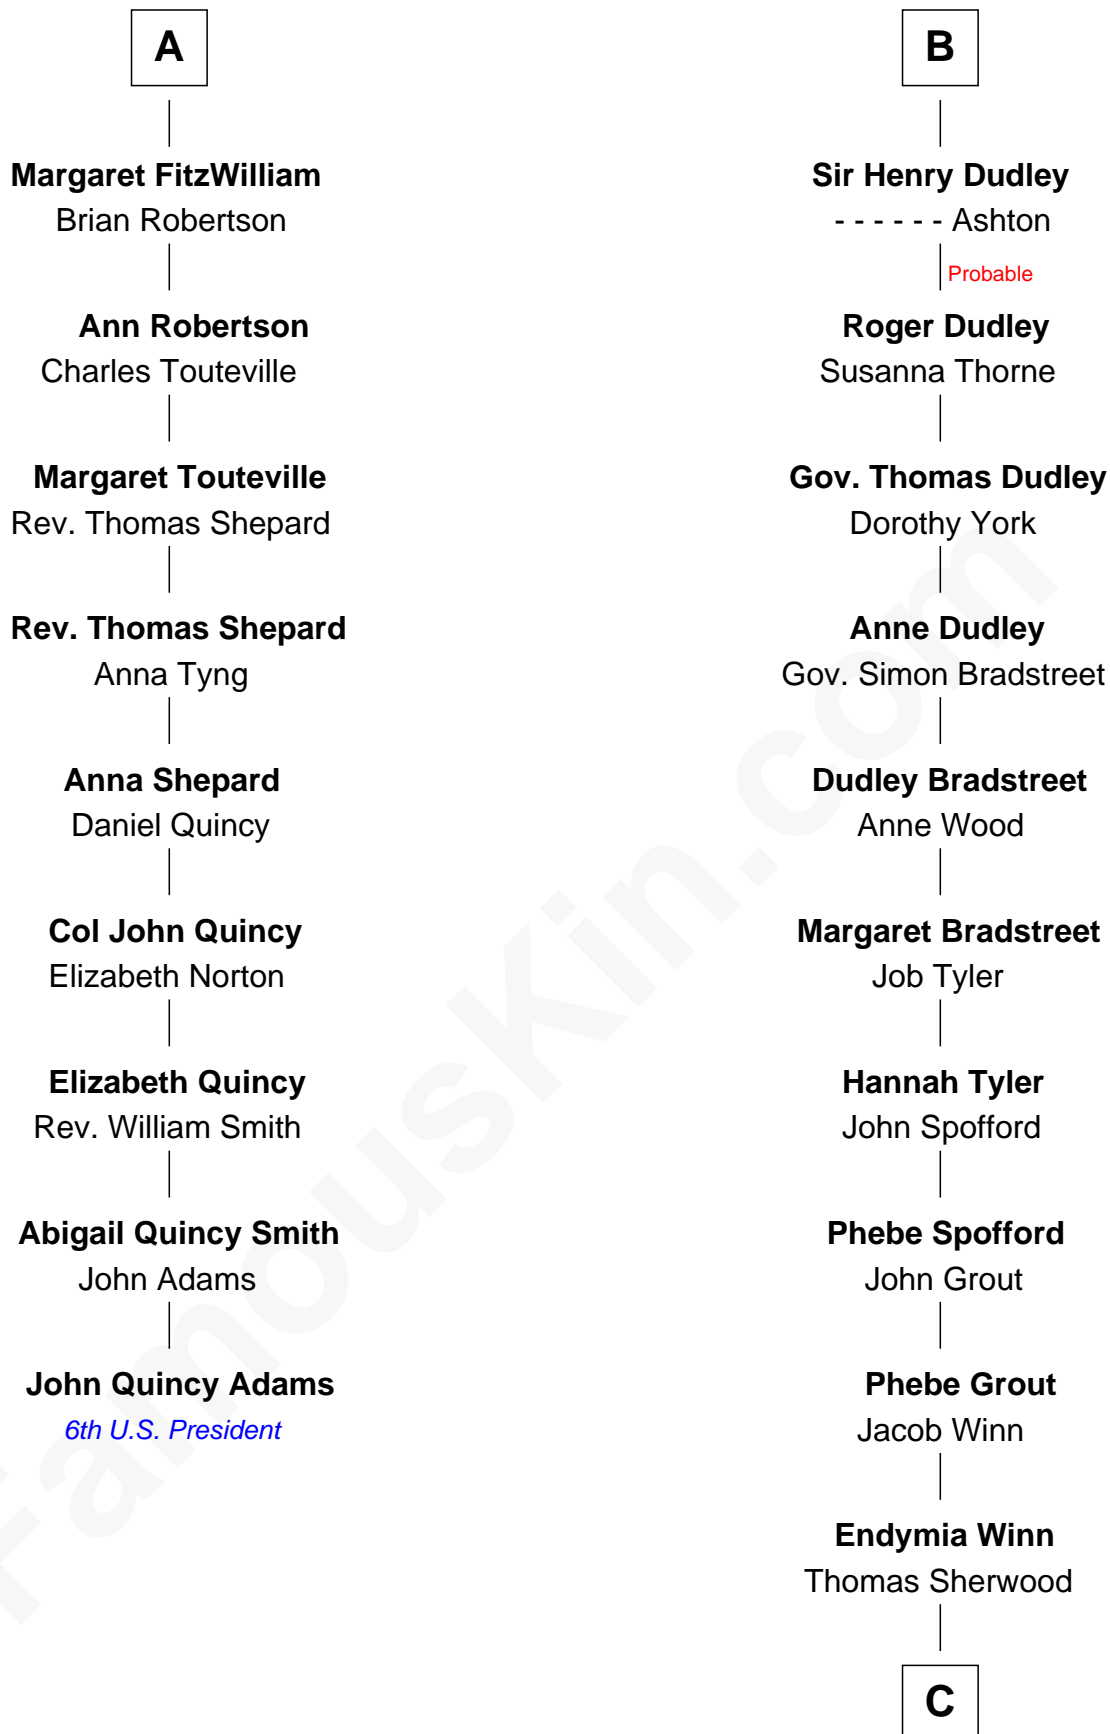 A
Margaret FitzWilliam
Brian Robertson
Ann Robertson
Charles Touteville
Margaret Touteville
Rev. Thomas Shepard
Rev. Thomas Shepard
Anna Tyng
Anna Shepard
Daniel Quincy
Col John Quincy
Elizabeth Norton
Elizabeth Quincy
Rev. William Smith
Abigail Quincy Smith
John Adams
John Quincy Adams
6th U.S. President
B
Sir Henry Dudley
- - - - - - Ashton
Probable
Roger Dudley
Susanna Thorne
Gov. Thomas Dudley
Dorothy York
Anne Dudley
Gov. Simon Bradstreet
Dudley Bradstreet
Anne Wood
Margaret Bradstreet
Job Tyler
Hannah Tyler
John Spofford
Phebe Spofford
John Grout
Phebe Grout
Jacob Winn
Endymia Winn
Thomas Sherwood
C
FamousKin.com